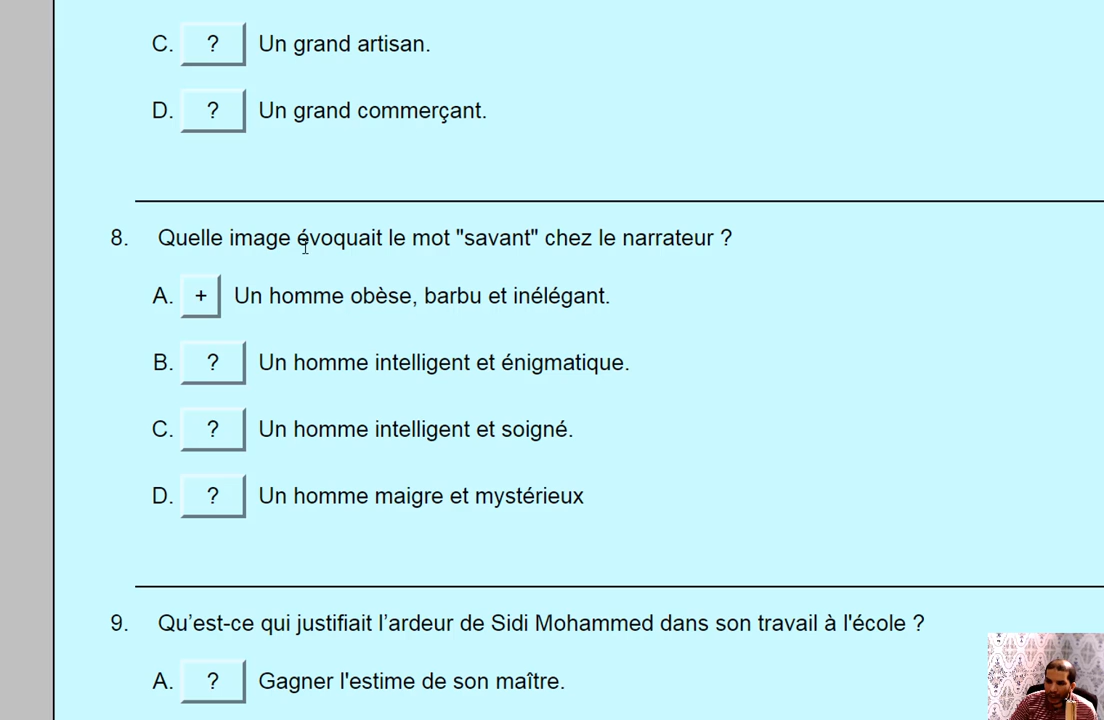 C. ? Un grand artisan.
D. ? Un grand commerçant.
8. Quelle image évoquait le mot "savant" chez le narrateur ?
A. + Un homme obèse, barbu et inélégant.
B. ? Un homme intelligent et énigmatique.
C. ? Un homme intelligent et soigné.
D. ? Un homme maigre et mystérieux
9. Qu’est-ce qui justifiait l’ardeur de Sidi Mohammed dans son travail à l'école ?
A. ? Gagner l'estime de son maître.